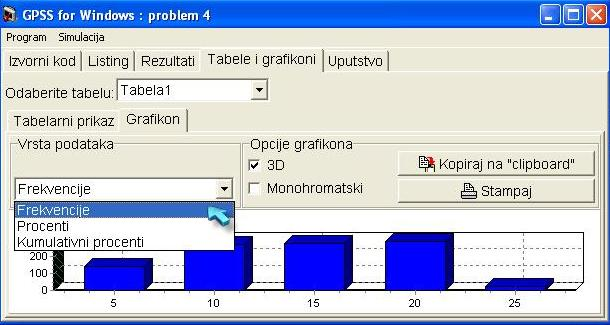 GPSS for Windows : problem 4
Program Simulacija
Izvorni kod Listing Rezultati Tabele i grafikoni Uputstvo
Odaberite tabelu: Tabela1
Tabelarni prikaz Grafikon
Vrsta podataka Opcije grafikona
3D Kopiraj na "clipboard"
Frekvencije Monohromatski Stampaj
Frekvencije
Procenti
Kumulativni procenti
200
100
0
5 10 15 20 25